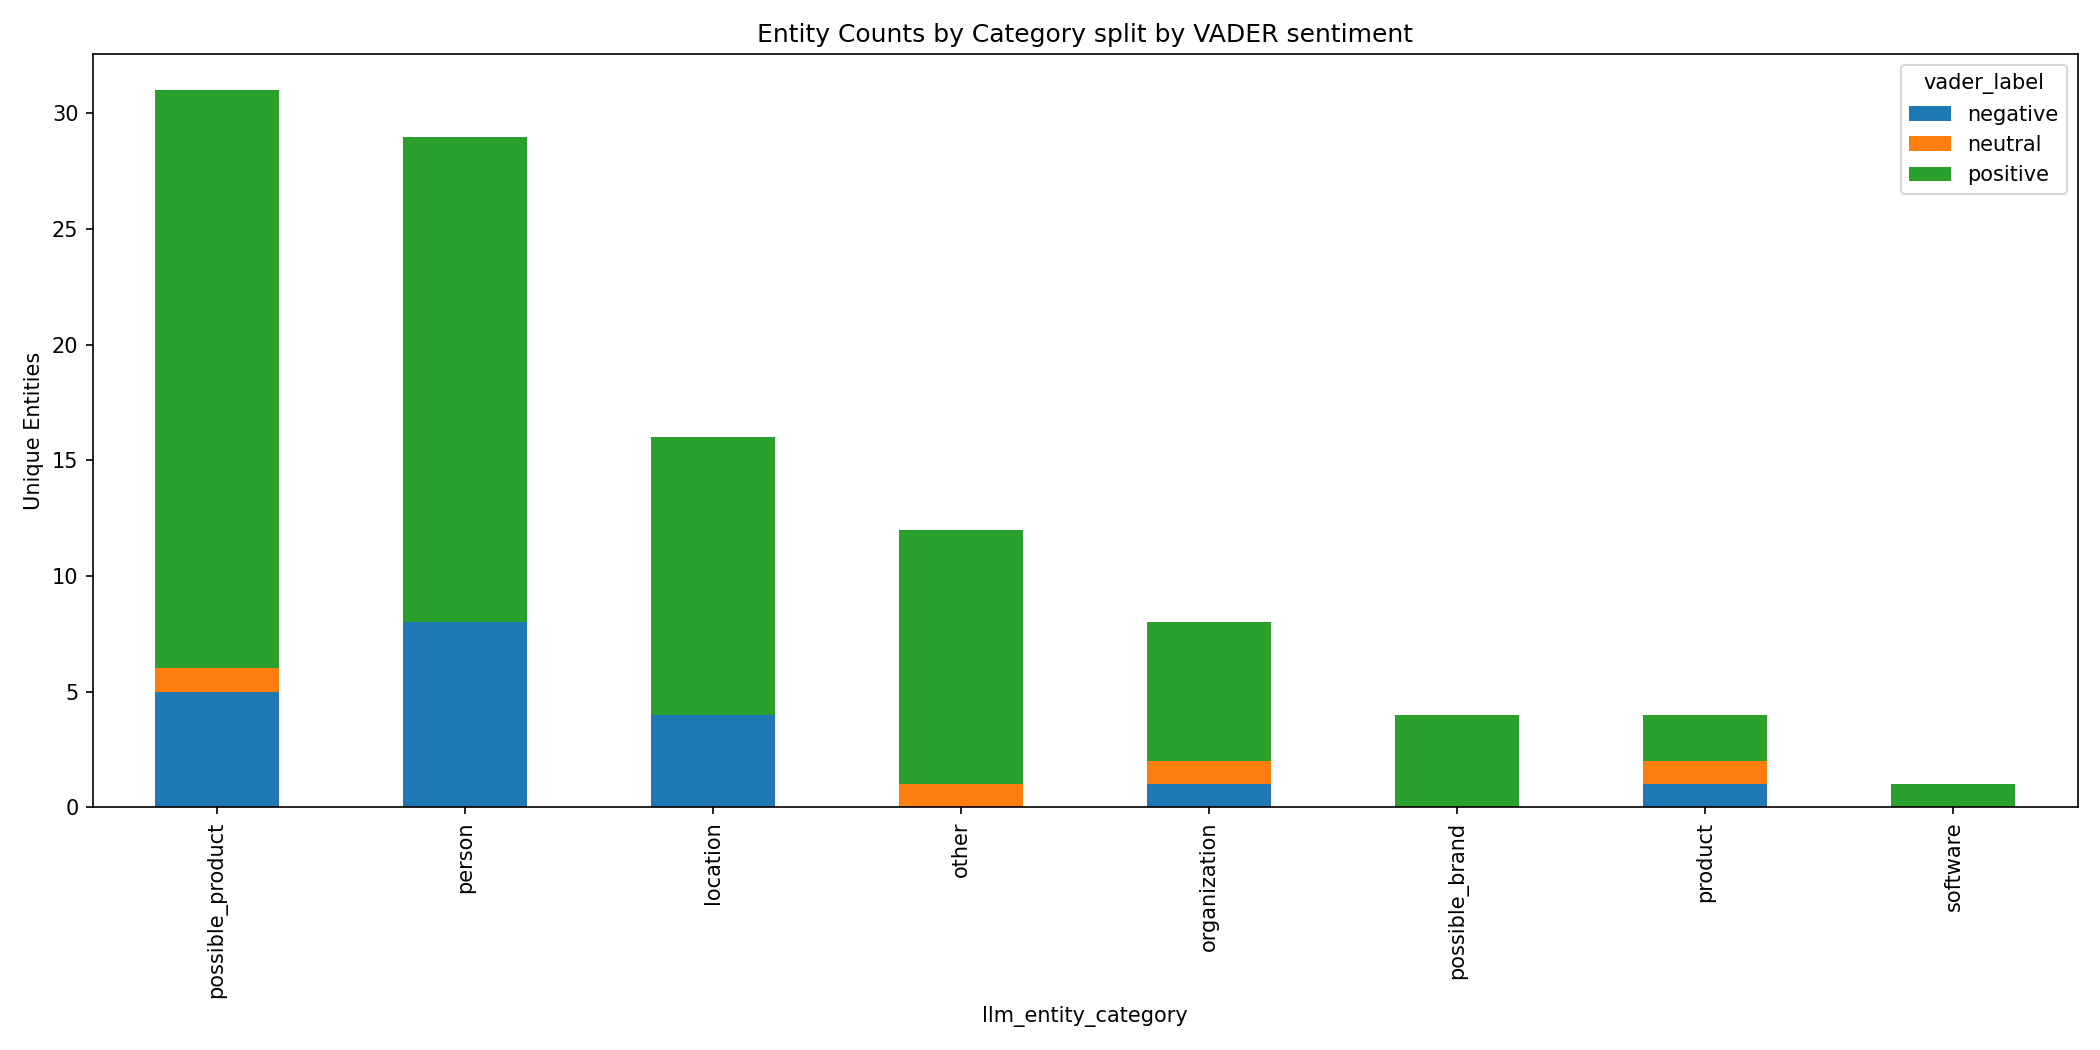 Entity Counts by Category split by VADER sentiment
vader_label
negative
neutral
positive
Unique Entities
30
25
20
15
10
5
0
possible_product
person
location
other
organization
possible_brand
product
software
llm_entity_category